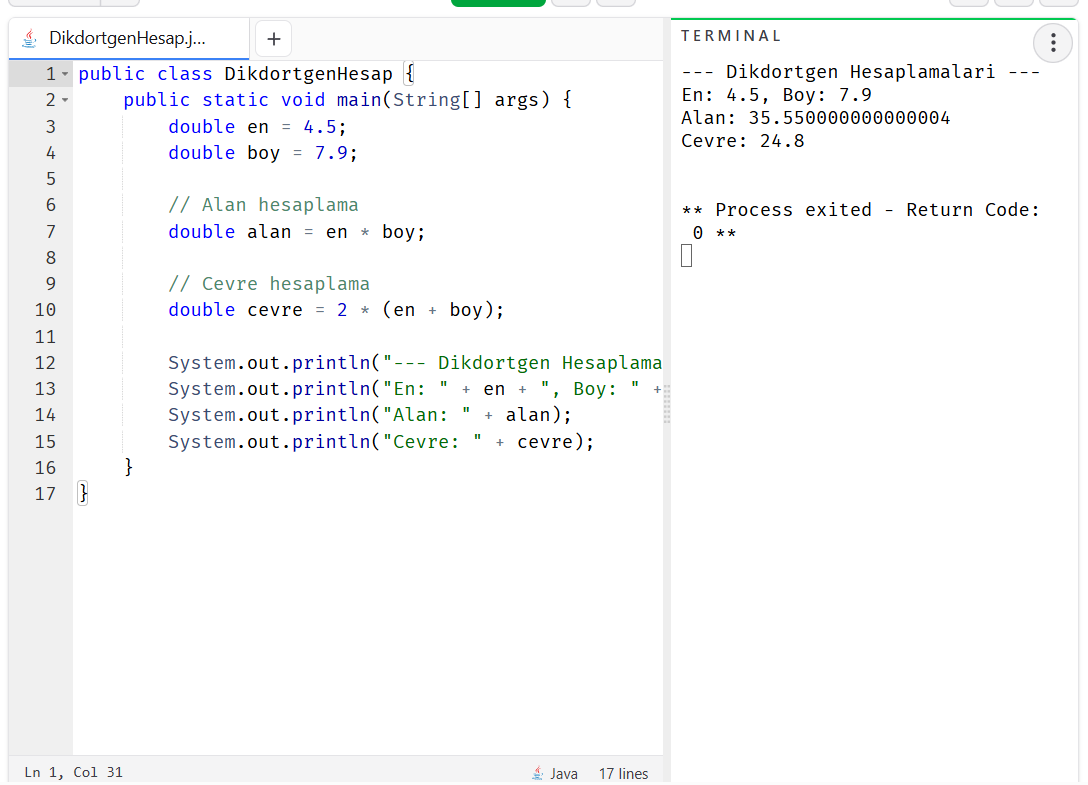 DikdortgenHesap.j...
+
1 public class DikdortgenHesap {
2 public static void main(String[] args) {
3 double en = 4.5;
4 double boy = 7.9;
5
6 // Alan hesaplama
7 double alan = en * boy;
8
9 // Cevre hesaplama
10 double cevre = 2 * (en + boy);
11
12 System.out.println("--- Dikdortgen Hesaplama
13 System.out.println("En: " + en + ", Boy: " +
14 System.out.println("Alan: " + alan);
15 System.out.println("Cevre: " + cevre);
16 }
17 }
Ln 1, Col 31
Java 17 lines
TERMINAL
--- Dikdortgen Hesaplamalari ---
En: 4.5, Boy: 7.9
Alan: 35.550000000000004
Cevre: 24.8
** Process exited - Return Code:
0 **